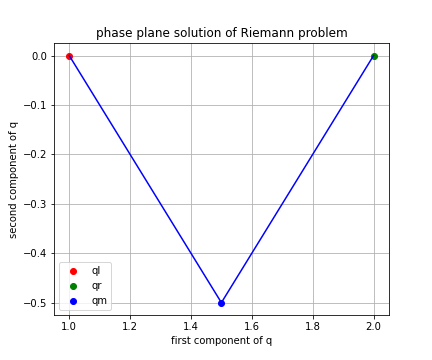 phase plane solution of Riemann problem
second component of q
0.0
−0.1
−0.2
−0.3
−0.4
−0.5
ql
qr
qm
1.0 1.2 1.4 1.6 1.8 2.0
first component of q